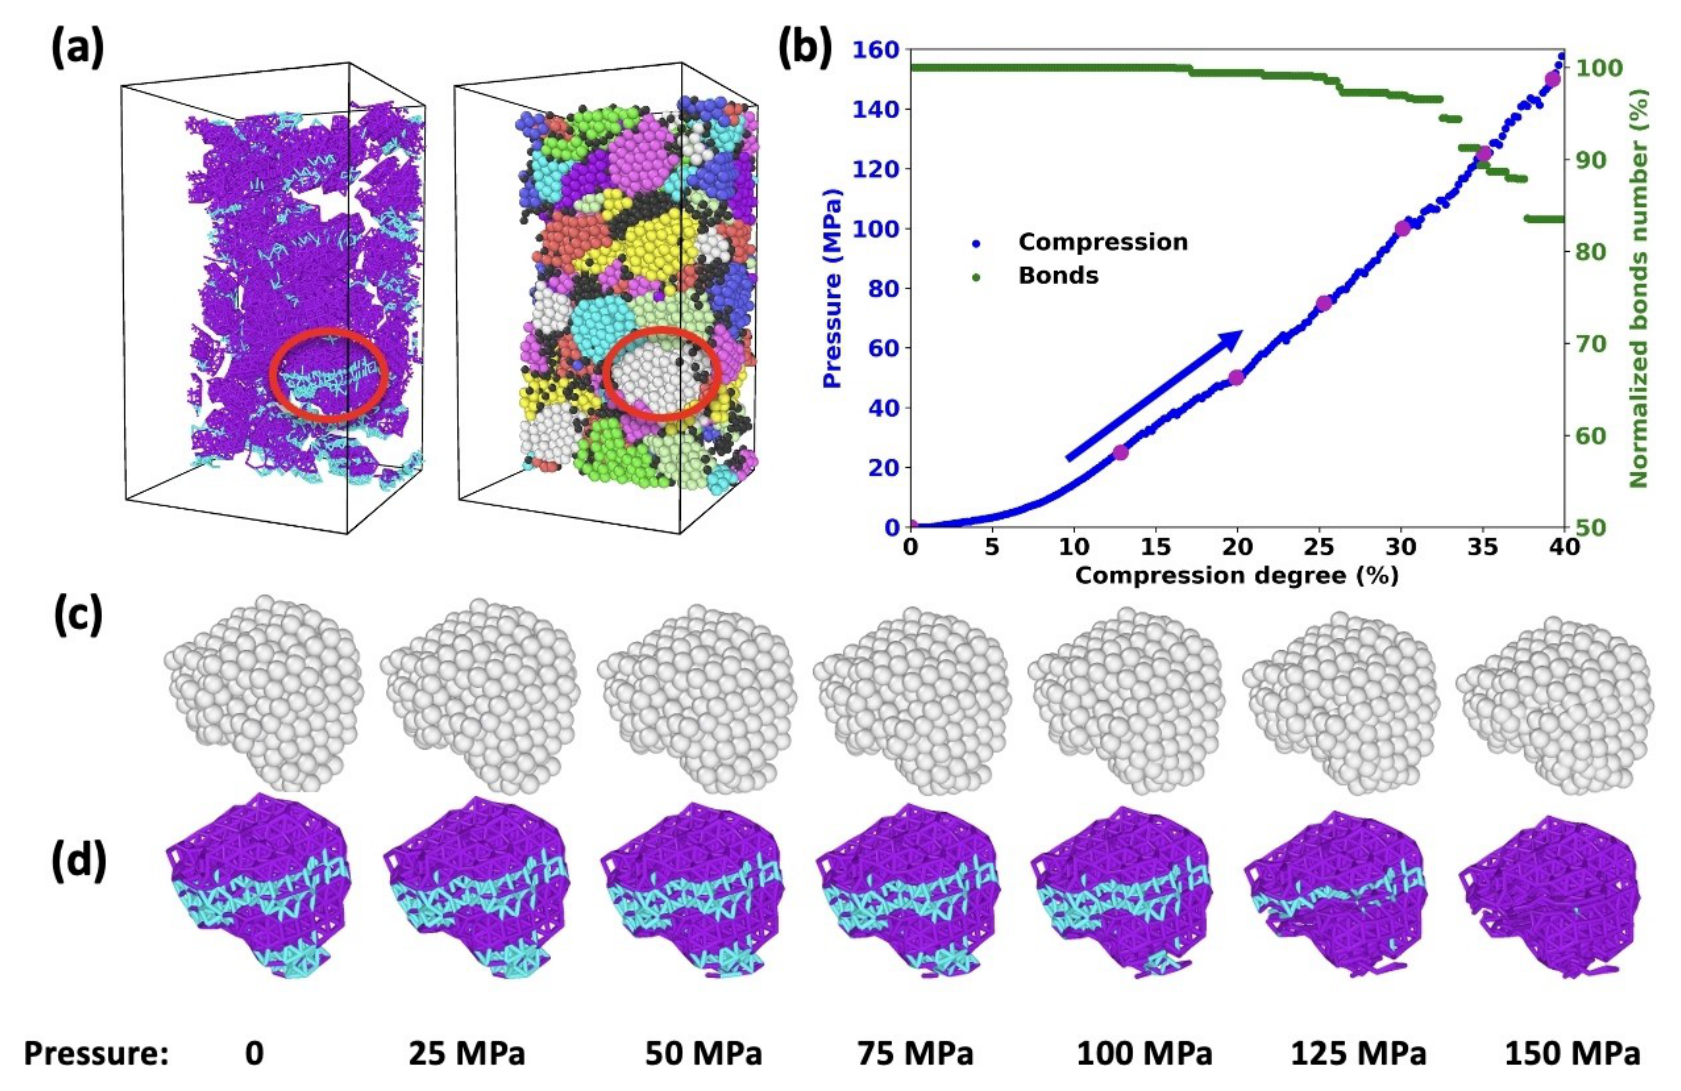 (a)
(b)
160
140
120
100
80
60
40
20
0
Pressure (MPa)
Compression
Bonds
100
90
80
70
60
50
Normalized bonds number (%)
0 5 10 15 20 25 30 35 40
Compression degree (%)
(c)
(d)
Pressure: 0 25 MPa 50 MPa 75 MPa 100 MPa 125 MPa 150 MPa